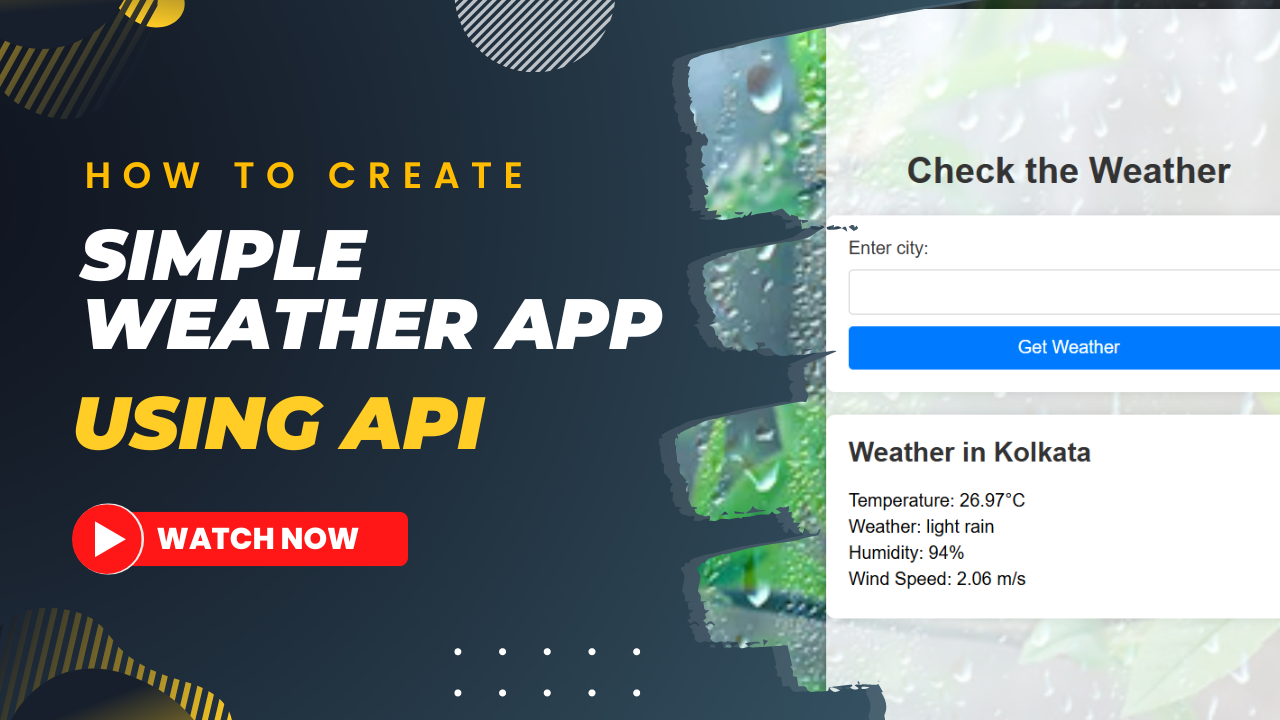 HOW TO CREATE
SIMPLE
WEATHER APP
USING API
WATCH NOW
Check the Weather
Enter city:
Get Weather
Weather in Kolkata
Temperature: 26.97°C
Weather: light rain
Humidity: 94%
Wind Speed: 2.06 m/s